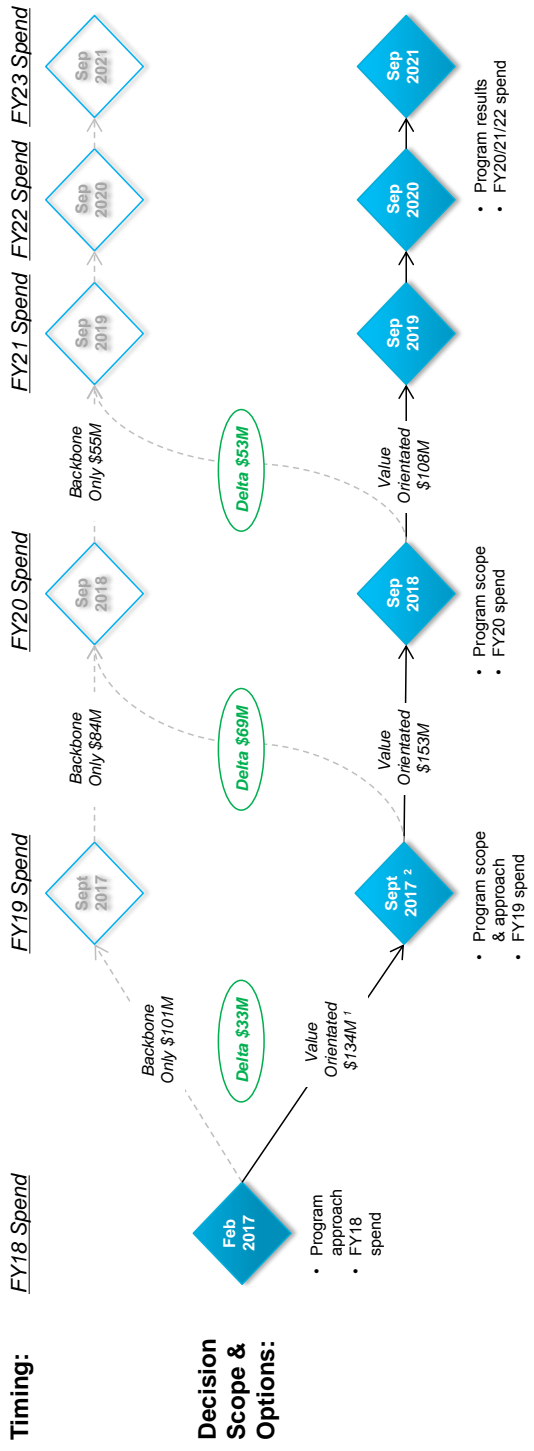 Timing:
FY18 Spend
FY19 Spend
FY20 Spend
FY21 Spend
FY22 Spend
FY23 Spend
Sept
2017
Backbone
Only $84M
Sep
2018
Backbone
Only $55M
Sep
2019
Sep
2020
Sep
2021
Backbone
Only $101M
Decision
Scope &
Options:
Feb
2017
Delta $33M
Delta $69M
Delta $53M
• Program
approach
• FY18
spend
Value
Orientated
$134M ¹
Sept
2017 ²
Value
Orientated
$153M
Sep
2018
Value
Orientated
$108M
Sep
2019
Sep
2020
Sep
2021
• Program scope
& approach
• FY19 spend
• Program scope
• FY20 spend
• Program results
• FY20/21/22 spend